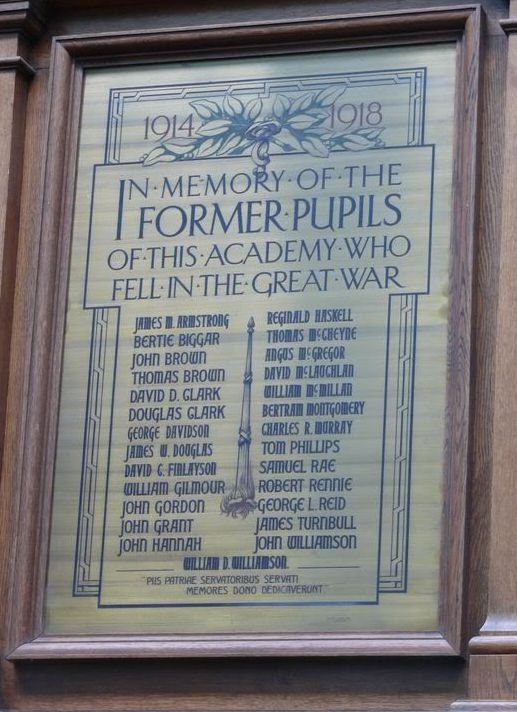 1914 1918
IN·MEMORY·OF·THE
FORMER·PUPILS
OF·THIS·ACADEMY·WHO
FELL·IN·THE·GREAT·WAR
JAMES M. ARMSTRONG
BERTIE BIGGAR
JOHN BROWN
THOMAS BROWN
DAVID D. CLARK
DOUGLAS CLARK
GEORGE DAVIDSON
JAMES W. DOUGLAS
DAVID G. FINLAYSON
WILLIAM GILMOUR
JOHN GORDON
JOHN GRANT
JOHN HANNAH
REGINALD HASKELL
THOMAS McCHEYNE
ANGUS McGREGOR
DAVID McLAUCHLAN
WILLIAM McMILLAN
BERTRAM MONTGOMERY
CHARLES R. MURRAY
TOM PHILLIPS
SAMUEL RAE
ROBERT RENNIE
GEORGE L. REID
JAMES TURNBULL
JOHN WILLIAMSON
WILLIAM D. WILLIAMSON.
"PIIS PATRIAE SERVATORIBUS SERVATI
MEMORES DONO DEDICAVERUNT."